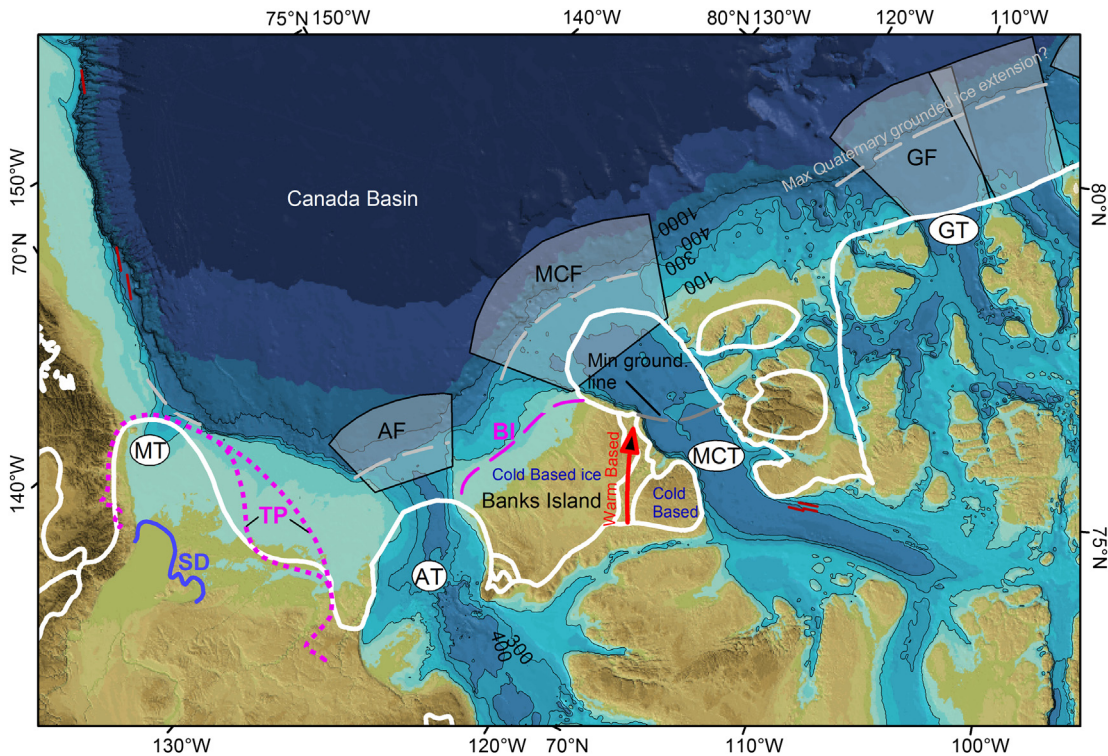 75°N
150°W
140°W
80°N
130°W
120°W
110°W
Max Quaternary grounded ice extension?
GF
150°W
80°N
Canada Basin
GT
1000
400
300
100
70°N
MCF
Min ground.
line
AF
BI
MT
MCT
Cold Based ice
Warm Based
Cold
Based
Banks Island
140°W
TP
75°N
SD
AT
300
400
130°W
120°W
70°N
110°W
100°W